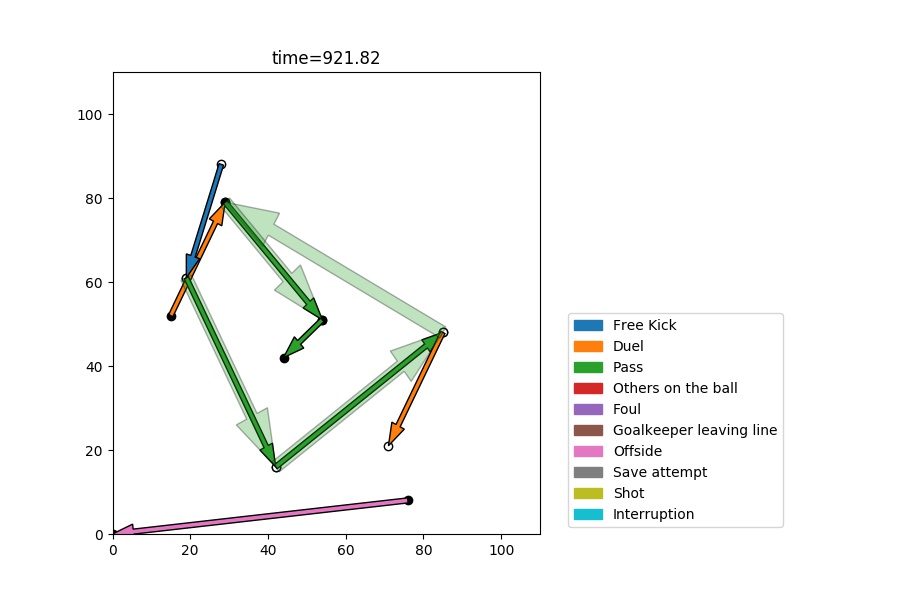 time=921.82
100
80
60
40
20
0
0 20 40 60 80 100
Free Kick
Duel
Pass
Others on the ball
Foul
Goalkeeper leaving line
Offside
Save attempt
Shot
Interruption